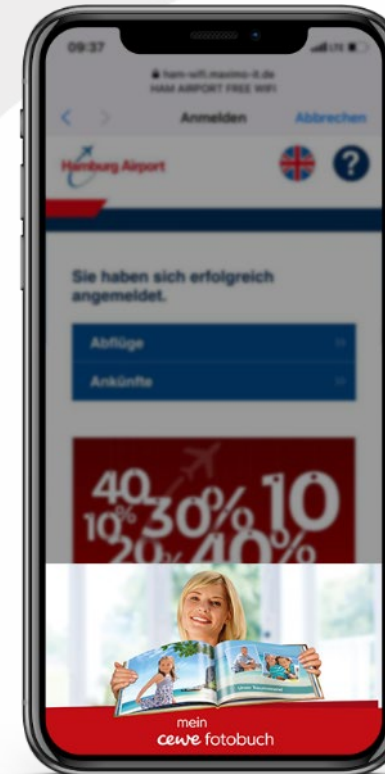 09:37
LTE
ham-wifi.maximo-it.de
HAM AIRPORT FREE WIFI
Anmelden
Abbrechen
Hamburg Airport
?
Sie haben sich erfolgreich
angemeldet.
Abflüge
Ankünfte
40 30% 10
10% 20% 40%
mein
cewe fotobuch